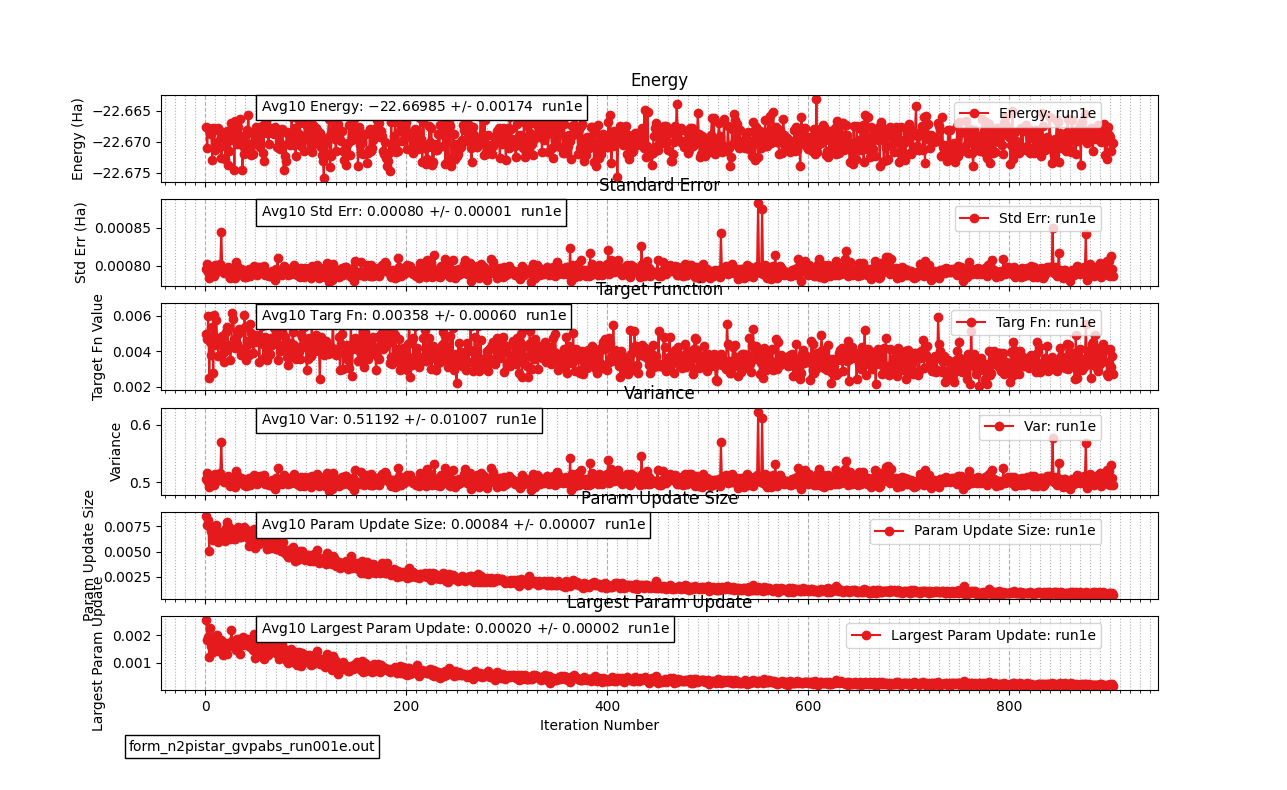 Energy
Energy (Ha)
−22.665
−22.670
−22.675
Avg10 Energy: −22.66985 +/- 0.00174  run1e
Energy: run1e
Standard Error
Std Err (Ha)
0.00085
0.00080
Avg10 Std Err: 0.00080 +/- 0.00001  run1e
Std Err: run1e
Target Function
Target Fn Value
0.006
0.004
0.002
Avg10 Targ Fn: 0.00358 +/- 0.00060  run1e
Targ Fn: run1e
Variance
Variance
0.6
0.5
Avg10 Var: 0.51192 +/- 0.01007  run1e
Var: run1e
Param Update Size
Param Update Size
0.0075
0.0050
0.0025
Avg10 Param Update Size: 0.00084 +/- 0.00007  run1e
Param Update Size: run1e
Largest Param Update
Largest Param Update
0.002
0.001
Avg10 Largest Param Update: 0.00020 +/- 0.00002  run1e
Largest Param Update: run1e
0 200 400 600 800
Iteration Number
form_n2pistar_gvpabs_run001e.out